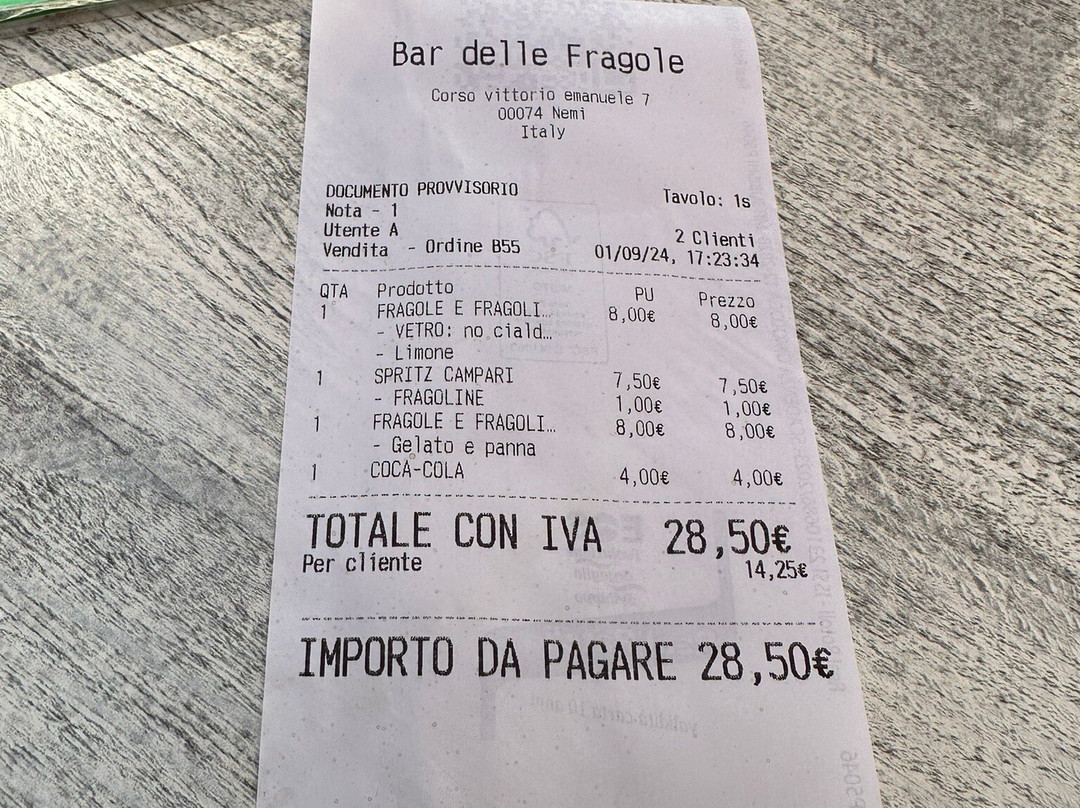 Bar delle Fragole
Corso vittorio emanuele 7
00074 Nemi
Italy
DOCUMENTO PROVVISORIO
Nota - 1 Tavolo: 1s
Utente A 2 Clienti
Vendita - Ordine B55 01/09/24, 17:23:34
QTA Prodotto PU Prezzo
1 FRAGOLE E FRAGOLI… 8,00€ 8,00€
- VETRO: no ciald…
- Limone
1 SPRITZ CAMPARI 7,50€ 7,50€
- FRAGOLINE 1,00€ 1,00€
1 FRAGOLE E FRAGOLI… 8,00€ 8,00€
- Gelato e panna
1 COCA-COLA 4,00€ 4,00€
TOTALE CON IVA 28,50€
Per cliente 14,25€
IMPORTO DA PAGARE 28,50€